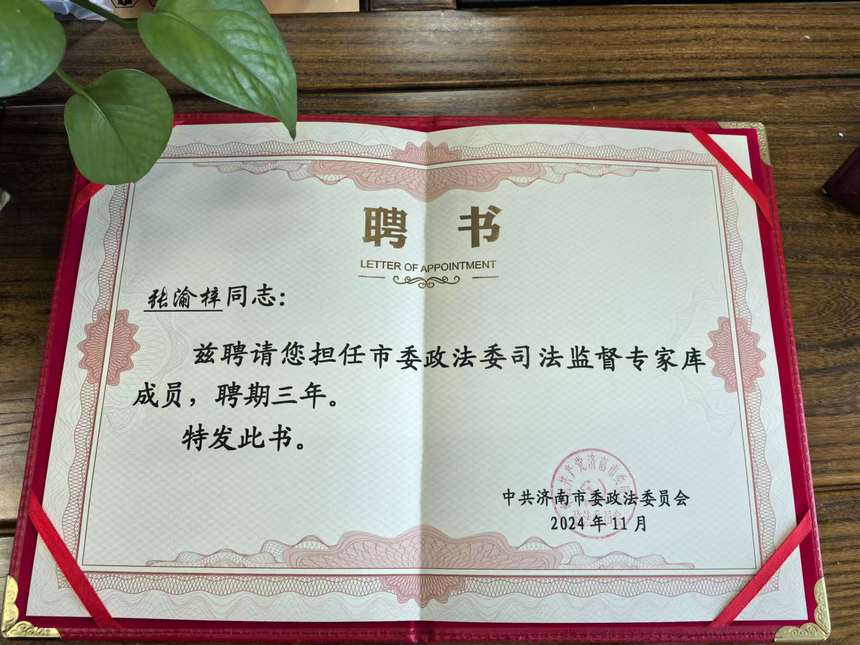 聘 书
LETTER OF APPOINTMENT
张渝梓同志：
兹聘请您担任市委政法委司法监督专家库
成员，聘期三年。
特发此书。
中共济南市委政法委员会
2024年11月